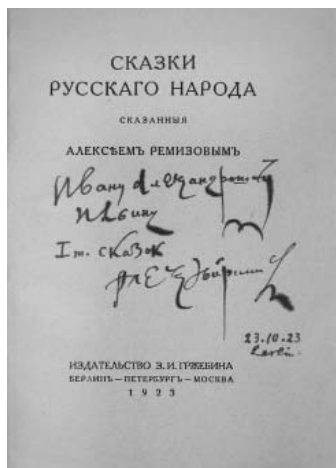 СКАЗКИ
РУССКАГО НАРОДА
СКАЗАННЫЯ
АЛЕКСѢЕМЪ РЕМИЗОВЫМЪ
Ивану Александровичу
Ильину
I т. сказок
23.10.23
Berlin
ИЗДАТЕЛЬСТВО З. И. ГРЖЕБИНА
БЕРЛИНЪ — ПЕТЕРБУРГЪ — МОСКВА
1923